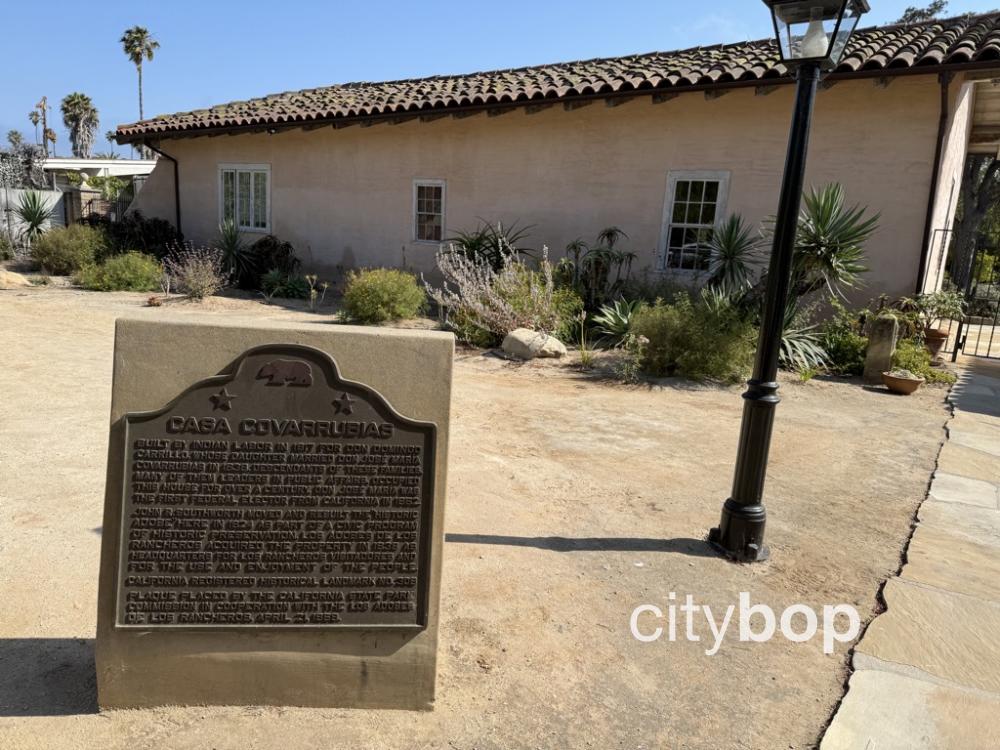 CASA COVARRUBIAS
BUILT BY INDIAN LABOR IN 1817 FOR DON DOMINGO
CARRILLO, WHOSE DAUGHTER MARRIED DON JOSE MARIA
COVARRUBIAS IN 1838. DESCENDANTS OF THESE FAMILIES,
MANY OF THEM LEADERS IN PUBLIC AFFAIRS, OCCUPIED
THIS HOUSE FOR OVER A CENTURY. DON JOSE MARIA WAS
THE FIRST FEDERAL ELECTOR FROM CALIFORNIA IN 1852.
JOHN R. SOUTHWORTH MOVED AND REBUILT THE "HISTORIC
ADOBE" HERE IN 1924 AS PART OF A CIVIC PROGRAM
OF HISTORIC PRESERVATION. LOS ADOBES DE LOS
RANCHEROS ACQUIRED THE PROPERTY IN 1938 AS
HEADQUARTERS FOR LOS RANCHEROS VISITADORES AND
FOR THE USE AND ENJOYMENT OF THE PEOPLE.
CALIFORNIA REGISTERED HISTORICAL LANDMARK NO. 308
PLAQUE PLACED BY THE CALIFORNIA STATE PARK
COMMISSION IN COOPERATION WITH THE LOS ADOBES
DE LOS RANCHEROS, APRIL 23, 1959.
citybop